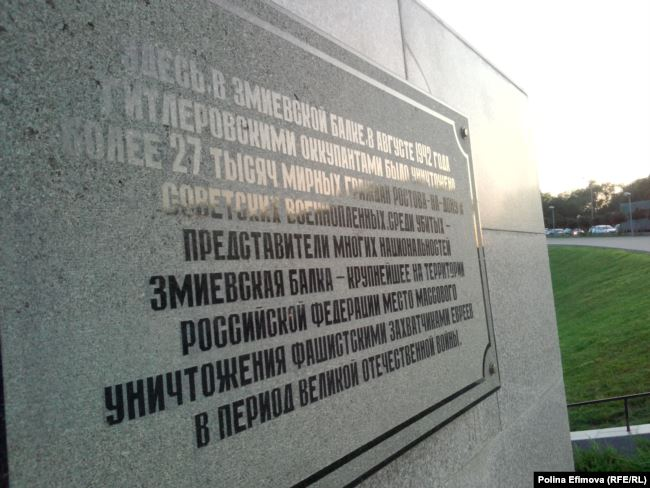 ЗДЕСЬ, В ЗМИЕВСКОЙ БАЛКЕ, В АВГУСТЕ 1942 ГОДА
ГИТЛЕРОВСКИМИ ОККУПАНТАМИ БЫЛО УНИЧТОЖЕНО
БОЛЕЕ 27 ТЫСЯЧ МИРНЫХ ГРАЖДАН РОСТОВА-НА-ДОНУ И
СОВЕТСКИХ ВОЕННОПЛЕННЫХ. СРЕДИ УБИТЫХ –
ПРЕДСТАВИТЕЛИ МНОГИХ НАЦИОНАЛЬНОСТЕЙ
ЗМИЕВСКАЯ БАЛКА – КРУПНЕЙШЕЕ НА ТЕРРИТОРИИ
РОССИЙСКОЙ ФЕДЕРАЦИИ МЕСТО МАССОВОГО
УНИЧТОЖЕНИЯ ФАШИСТСКИМИ ЗАХВАТЧИКАМИ ЕВРЕЕВ
В ПЕРИОД ВЕЛИКОЙ ОТЕЧЕСТВЕННОЙ ВОЙНЫ.
Polina Efimova (RFE/RL)